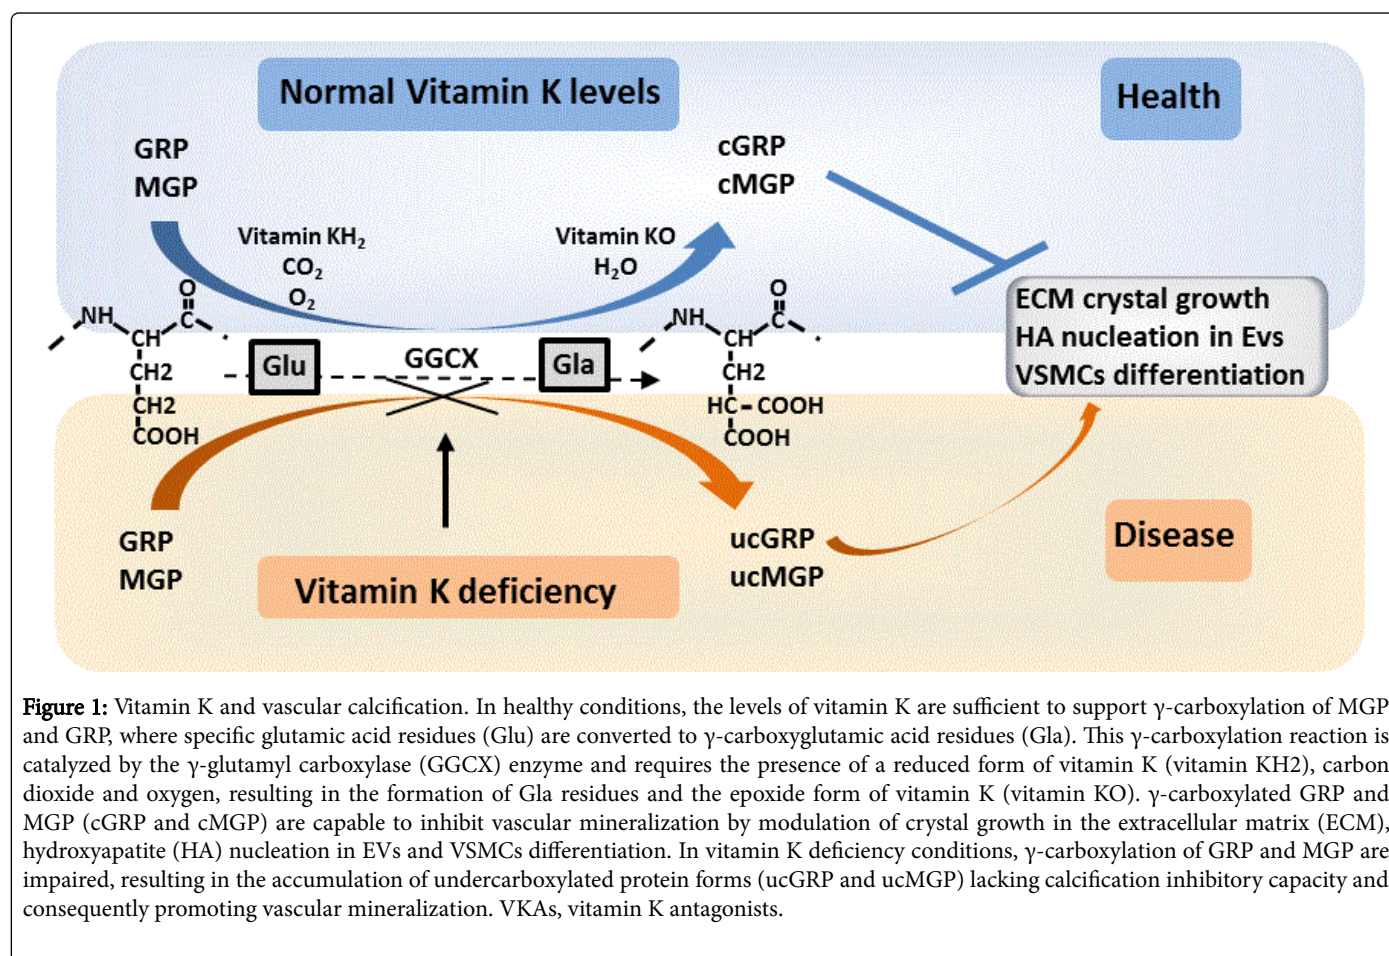 Normal Vitamin K levels
Health
GRP
MGP
cGRP
cMGP
Vitamin KH2
CO2
O2
Vitamin KO
H2O
O
NH
C
CH
CH2
CH2
COOH
Glu
GGCX
Gla
O
NH
C
CH
CH2
HC - COOH
COOH
ECM crystal growth
HA nucleation in Evs
VSMCs differentiation
GRP
MGP
ucGRP
ucMGP
Disease
Vitamin K deficiency
Figure 1: Vitamin K and vascular calcification. In healthy conditions, the levels of vitamin K are sufficient to support γ-carboxylation of MGP
and GRP, where specific glutamic acid residues (Glu) are converted to γ-carboxyglutamic acid residues (Gla). This γ-carboxylation reaction is
catalyzed by the γ-glutamyl carboxylase (GGCX) enzyme and requires the presence of a reduced form of vitamin K (vitamin KH2), carbon
dioxide and oxygen, resulting in the formation of Gla residues and the epoxide form of vitamin K (vitamin KO). γ-carboxylated GRP and
MGP (cGRP and cMGP) are capable to inhibit vascular mineralization by modulation of crystal growth in the extracellular matrix (ECM),
hydroxyapatite (HA) nucleation in EVs and VSMCs differentiation. In vitamin K deficiency conditions, γ-carboxylation of GRP and MGP are
impaired, resulting in the accumulation of undercarboxylated protein forms (ucGRP and ucMGP) lacking calcification inhibitory capacity and
consequently promoting vascular mineralization. VKAs, vitamin K antagonists.